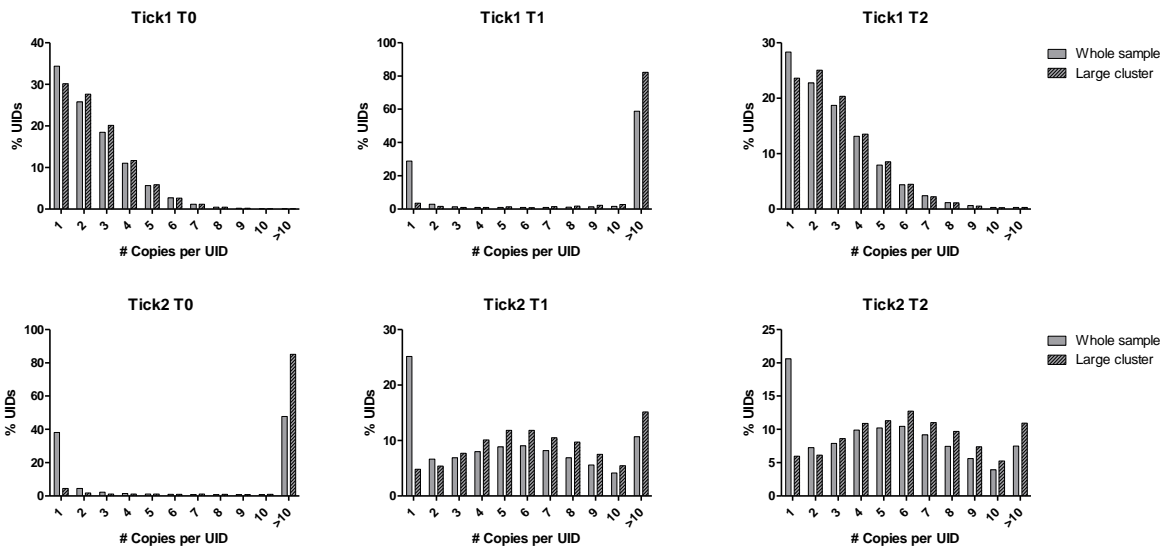 Tick1 T0
40
30
20
10
0
% UIDs
1 2 3 4 5 6 7 8 9 10 >10
# Copies per UID
Tick1 T1
100
80
60
40
20
0
% UIDs
1 2 3 4 5 6 7 8 9 10 >10
# Copies per UID
Tick1 T2
30
20
10
0
% UIDs
1 2 3 4 5 6 7 8 9 10 >10
# Copies per UID
Whole sample
Large cluster
Tick2 T0
100
80
60
40
20
0
% UIDs
1 2 3 4 5 6 7 8 9 10 >10
# Copies per UID
Tick2 T1
30
20
10
0
% UIDs
1 2 3 4 5 6 7 8 9 10 >10
# Copies per UID
Tick2 T2
25
20
15
10
5
0
% UIDs
1 2 3 4 5 6 7 8 9 10 >10
# Copies per UID
Whole sample
Large cluster